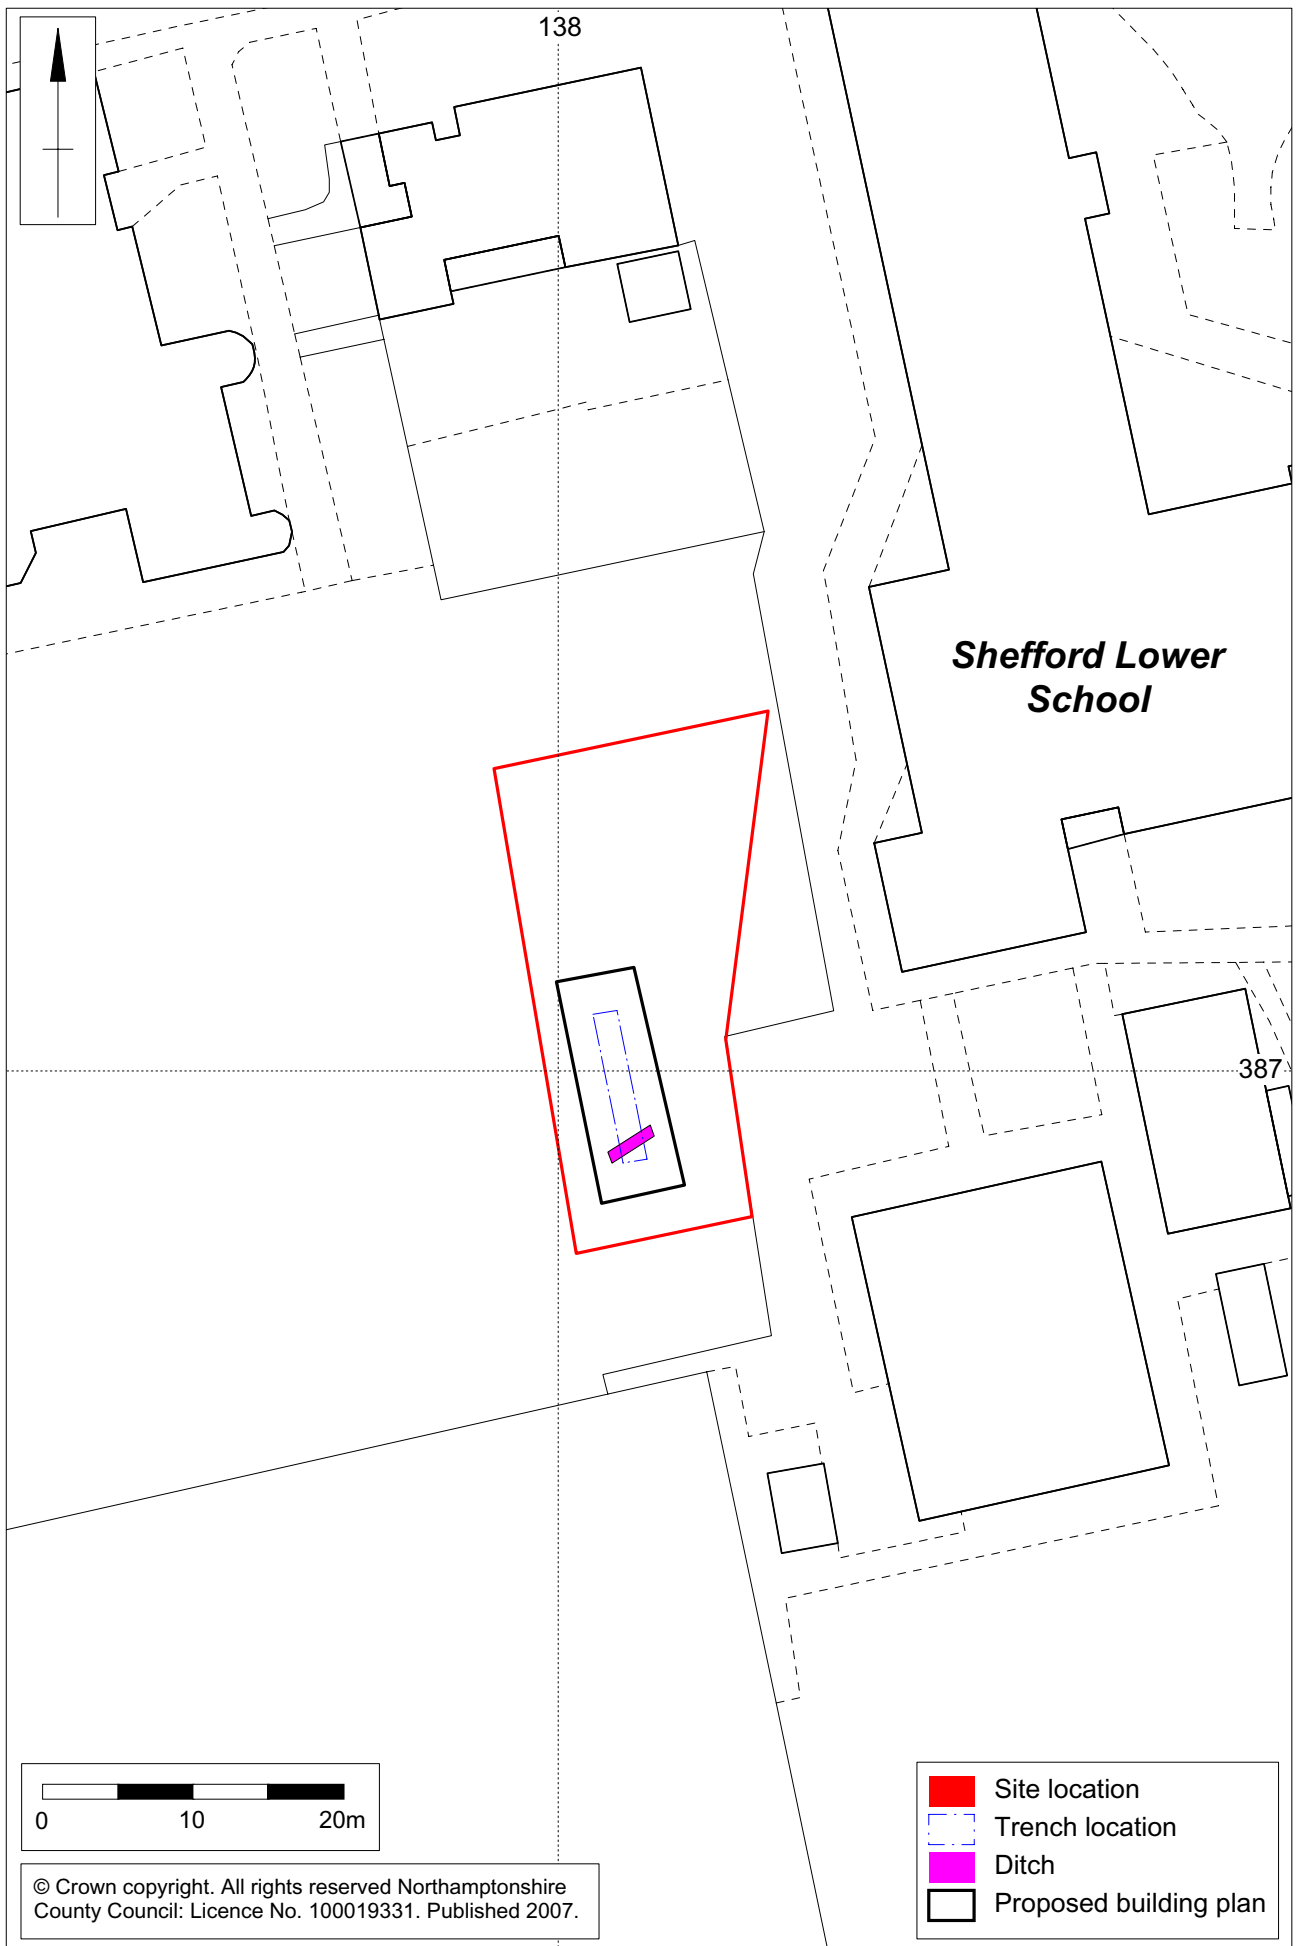 138
Shefford Lower
School
387
0 10 20m
© Crown copyright. All rights reserved Northamptonshire
County Council: Licence No. 100019331. Published 2007.
Site location
Trench location
Ditch
Proposed building plan